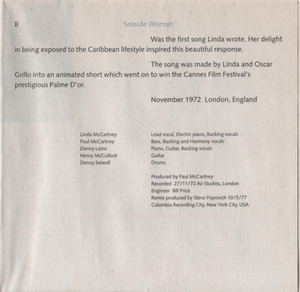 8
Seaside Woman
Was the first song Linda wrote. Her delight
in being exposed to the Caribbean lifestyle inspired this beautiful response.
The song was made by Linda and Oscar
Grillo into an animated short which went on to win the Cannes Film Festival's
prestigious Palme D'or.
November 1972 London, England
Linda McCartney Lead vocal, Electric piano, Backing vocals
Paul McCartney Bass, Backing and Harmony vocals
Denny Laine Piano, Guitar, Backing vocals
Henry McCulloch Guitar
Denny Seiwell Drums
Produced by Paul McCartney
Recorded 27/11/72 Air Studios, London
Engineer Bill Price
Remix produced by Steve Popovich 10/5/77
Columbia Recording City, New York City, USA